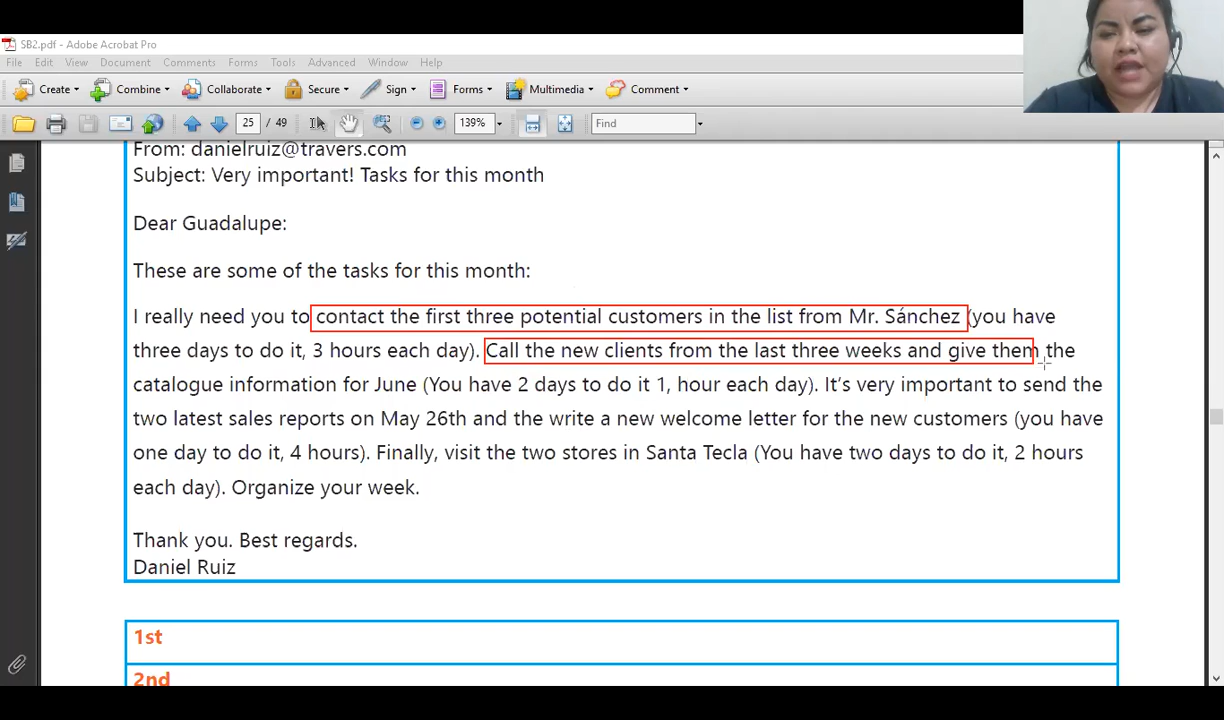 SB2.pdf - Adobe Acrobat Pro
File Edit View Document Comments Forms Tools Advanced Window Help
Create Combine Collaborate Secure Sign Forms Multimedia Comment
25 / 49 139% Find
From: danielruiz@travers.com
Subject: Very important! Tasks for this month
Dear Guadalupe:
These are some of the tasks for this month:
I really need you to contact the first three potential customers in the list from Mr. Sánchez (you have
three days to do it, 3 hours each day). Call the new clients from the last three weeks and give them the
catalogue information for June (You have 2 days to do it 1, hour each day). It's very important to send the
two latest sales reports on May 26th and the write a new welcome letter for the new customers (you have
one day to do it, 4 hours). Finally, visit the two stores in Santa Tecla (You have two days to do it, 2 hours
each day). Organize your week.
Thank you. Best regards.
Daniel Ruiz
1st
2nd